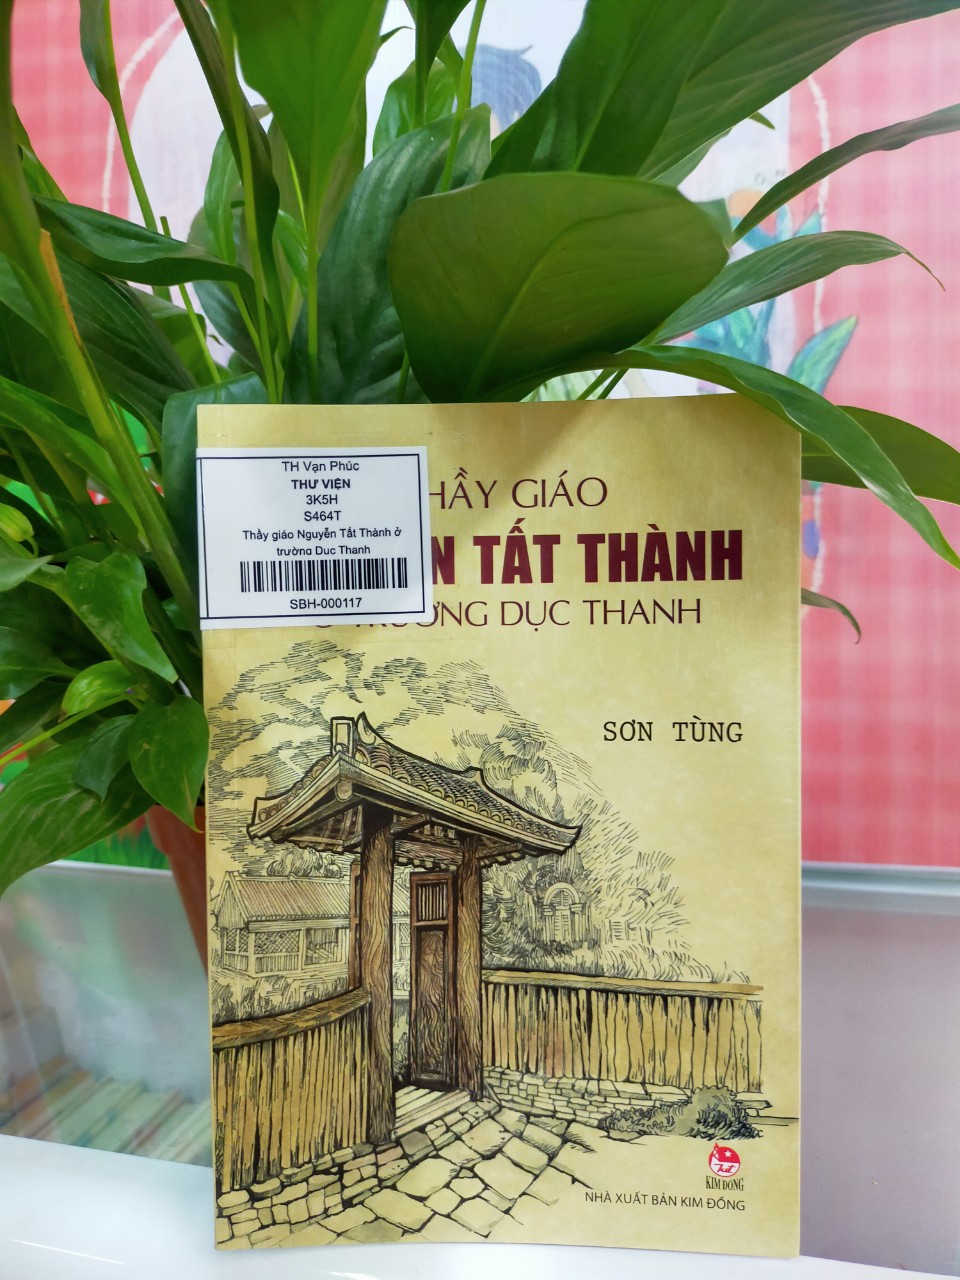 TH Vạn Phúc
THƯ VIỆN
3K5H
S464T
Thầy giáo Nguyễn Tất Thành ở
trường Duc Thanh
SBH-000117
HẦY GIÁO
N TẤT THÀNH
TRƯỜNG DỤC THANH
SƠN TÙNG
KIM ĐỒNG
NHÀ XUẤT BẢN KIM ĐỒNG